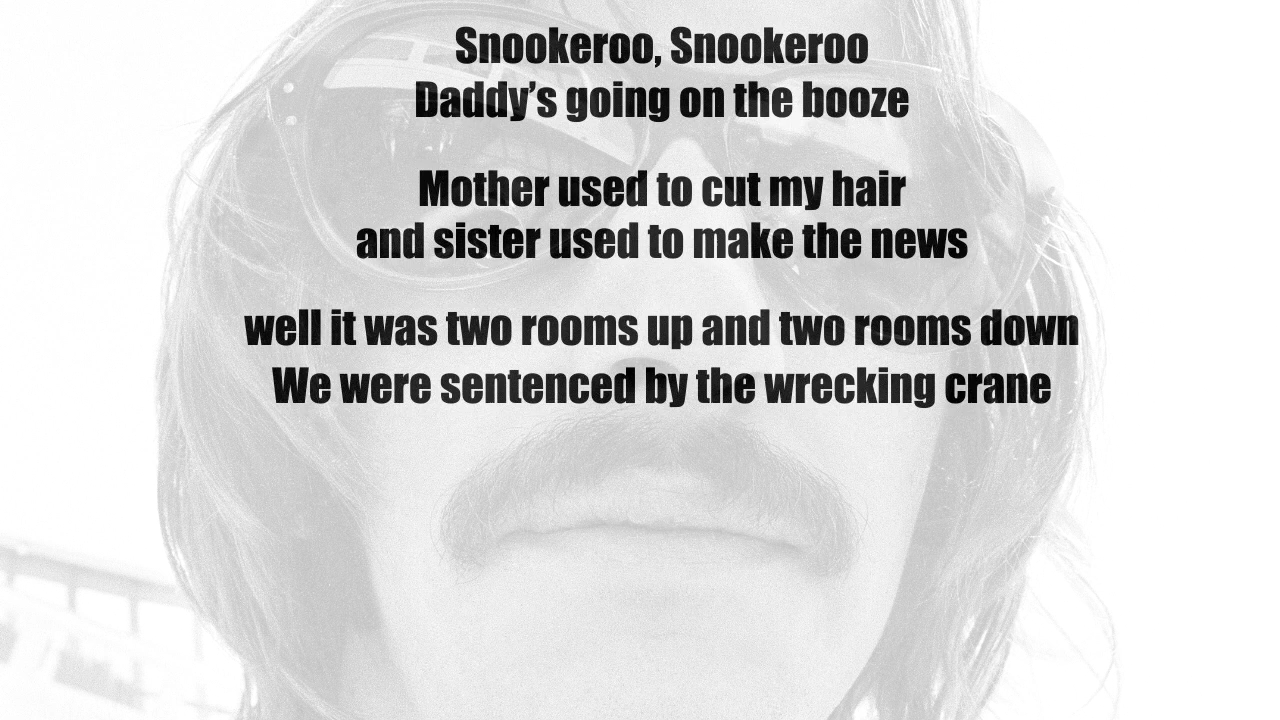 Snookeroo, Snookeroo
Daddy’s going on the booze
Mother used to cut my hair
and sister used to make the news
well it was two rooms up and two rooms down
We were sentenced by the wrecking crane